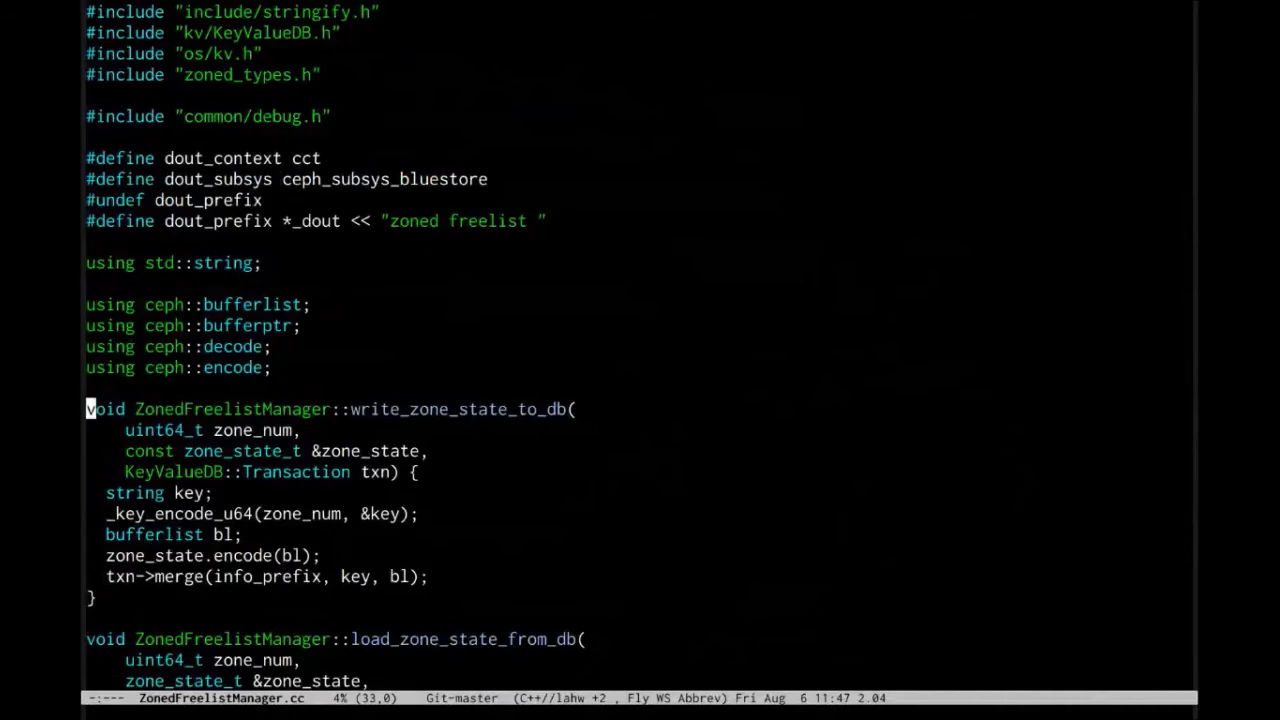 #include "include/stringify.h"
#include "kv/KeyValueDB.h"
#include "os/kv.h"
#include "zoned_types.h"
#include "common/debug.h"
#define dout_context cct
#define dout_subsys ceph_subsys_bluestore
#undef dout_prefix
#define dout_prefix *_dout << "zoned freelist "
using std::string;
using ceph::bufferlist;
using ceph::bufferptr;
using ceph::decode;
using ceph::encode;
void ZonedFreelistManager::write_zone_state_to_db(
    uint64_t zone_num,
    const zone_state_t &zone_state,
    KeyValueDB::Transaction txn) {
  string key;
  _key_encode_u64(zone_num, &key);
  bufferlist bl;
  zone_state.encode(bl);
  txn->merge(info_prefix, key, bl);
}
void ZonedFreelistManager::load_zone_state_from_db(
    uint64_t zone_num,
    zone_state_t &zone_state,
-:---  ZonedFreelistManager.cc   4% (33,0)   Git-master  (C++//lahw +2 , Fly WS Abbrev) Fri Aug  6 11:47 2.04